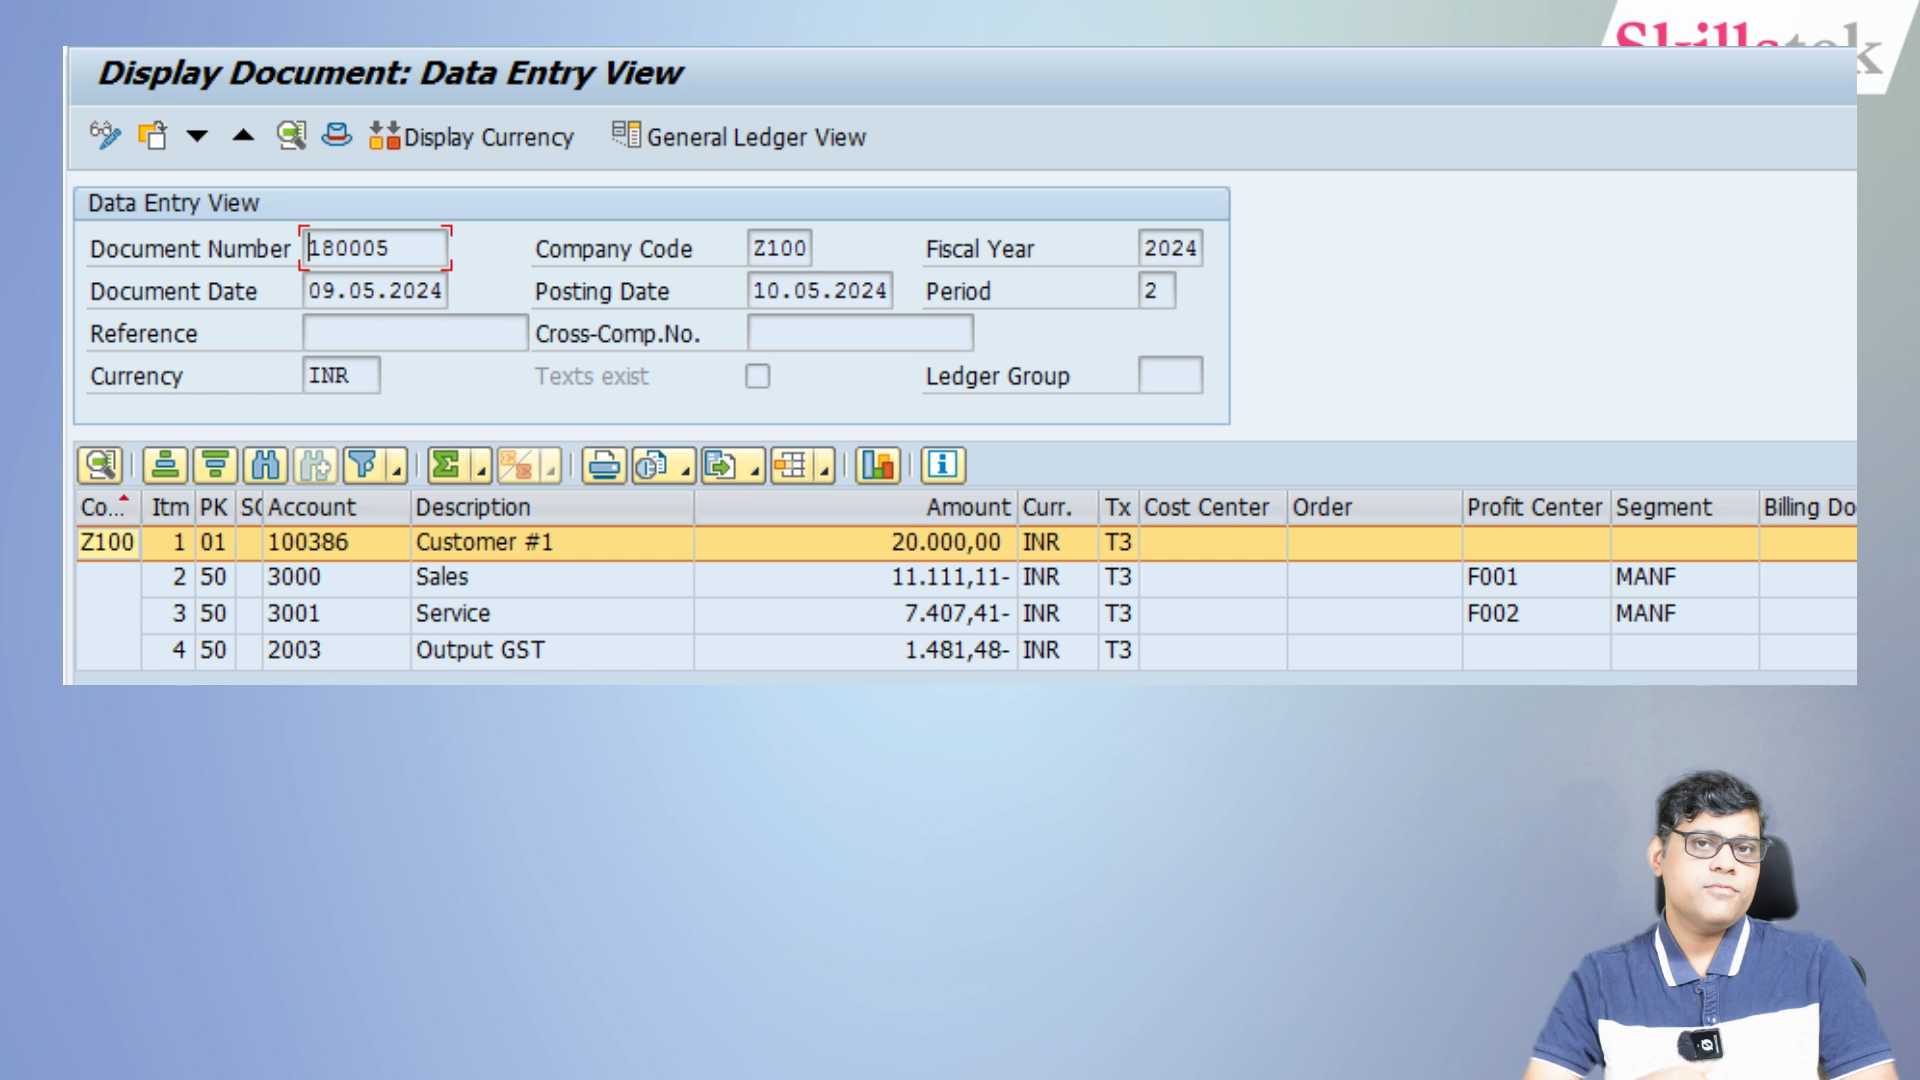 Skillstek
Display Document: Data Entry View
Display Currency General Ledger View
Data Entry View
Document Number 180005 Company Code Z100 Fiscal Year 2024
Document Date 09.05.2024 Posting Date 10.05.2024 Period 2
Reference Cross-Comp.No.
Currency INR Texts exist Ledger Group
Co... Itm PK SG Account Description Amount Curr. Tx Cost Center Order Profit Center Segment Billing Do
Z100 1 01 100386 Customer #1 20.000,00 INR T3
2 50 3000 Sales 11.111,11- INR T3 F001 MANF
3 50 3001 Service 7.407,41- INR T3 F002 MANF
4 50 2003 Output GST 1.481,48- INR T3